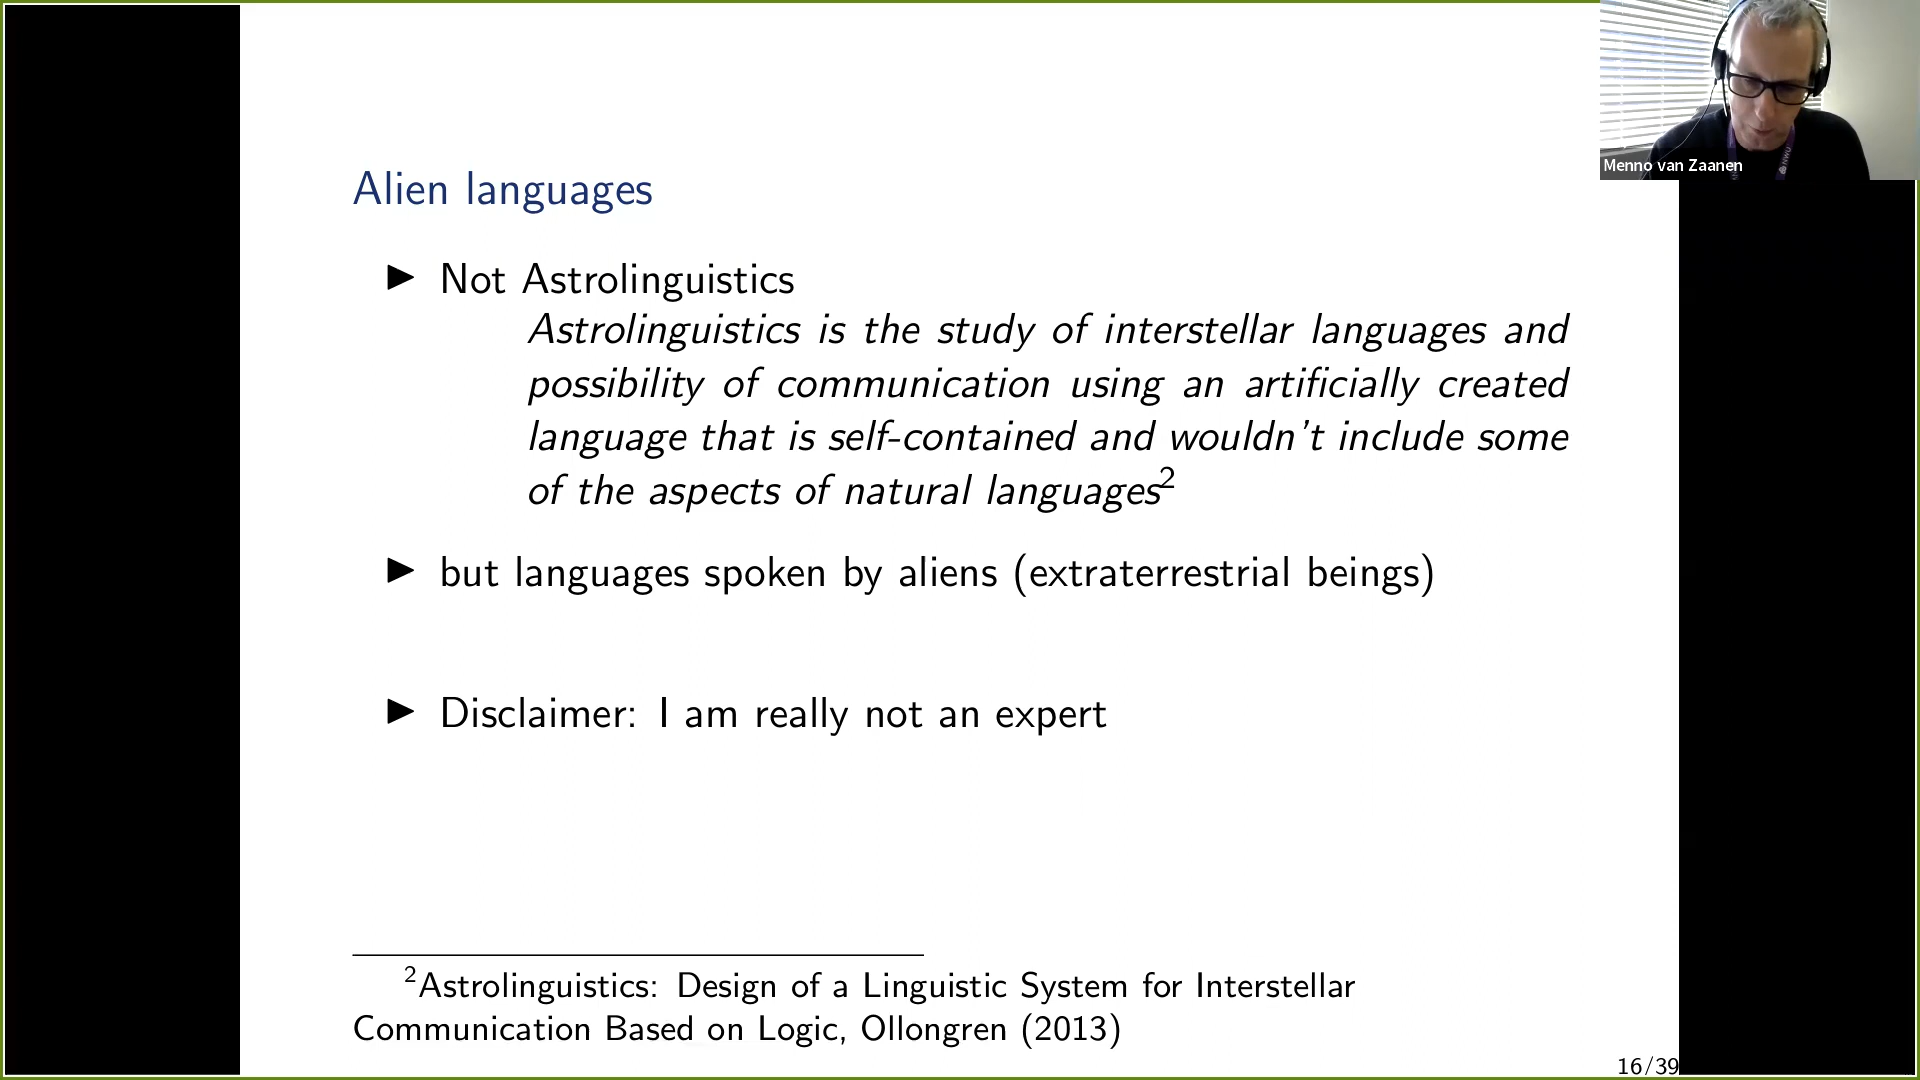 Menno van Zaanen
NWU
Alien languages
▶ Not Astrolinguistics
Astrolinguistics is the study of interstellar languages and
possibility of communication using an artificially created
language that is self-contained and wouldn't include some
of the aspects of natural languages²
▶ but languages spoken by aliens (extraterrestrial beings)
▶ Disclaimer: I am really not an expert
²Astrolinguistics: Design of a Linguistic System for Interstellar
Communication Based on Logic, Ollongren (2013)
16/39